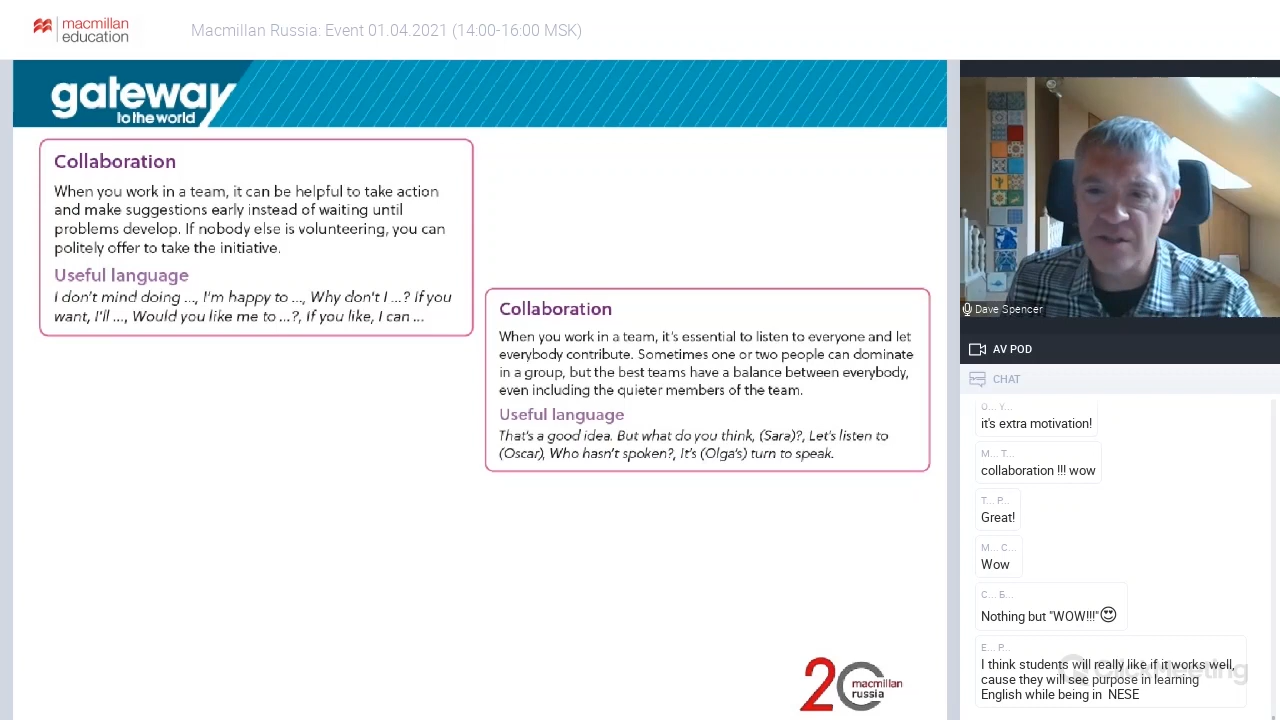 macmillan
education
Macmillan Russia: Event 01.04.2021 (14:00-16:00 MSK)
gateway
to the world
Collaboration
When you work in a team, it can be helpful to take action
and make suggestions early instead of waiting until
problems develop. If nobody else is volunteering, you can
politely offer to take the initiative.
Useful language
I don't mind doing ..., I'm happy to ..., Why don't I ...? If you
want, I'll ..., Would you like me to ...?, If you like, I can ...
Collaboration
When you work in a team, it's essential to listen to everyone and let
everybody contribute. Sometimes one or two people can dominate
in a group, but the best teams have a balance between everybody,
even including the quieter members of the team.
Useful language
That's a good idea. But what do you think, (Sara)?, Let's listen to
(Oscar), Who hasn't spoken?, It's (Olga's) turn to speak.
20
macmillan
russia
Dave Spencer
AV POD
CHAT
O... Y...
it's extra motivation!
M... T...
collaboration !!! wow
T... P...
Great!
M... C...
Wow
С... Б...
Nothing but "WOW!!!"😍
E... P...
I think students will really like if it works well,
cause they will see purpose in learning
English while being in NESE
ClickMeeting